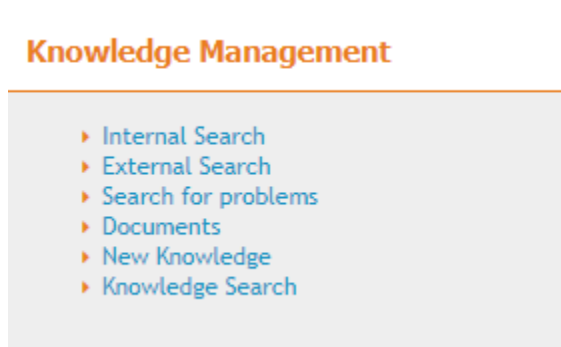 Knowledge Management
Internal Search
External Search
Search for problems
Documents
New Knowledge
Knowledge Search